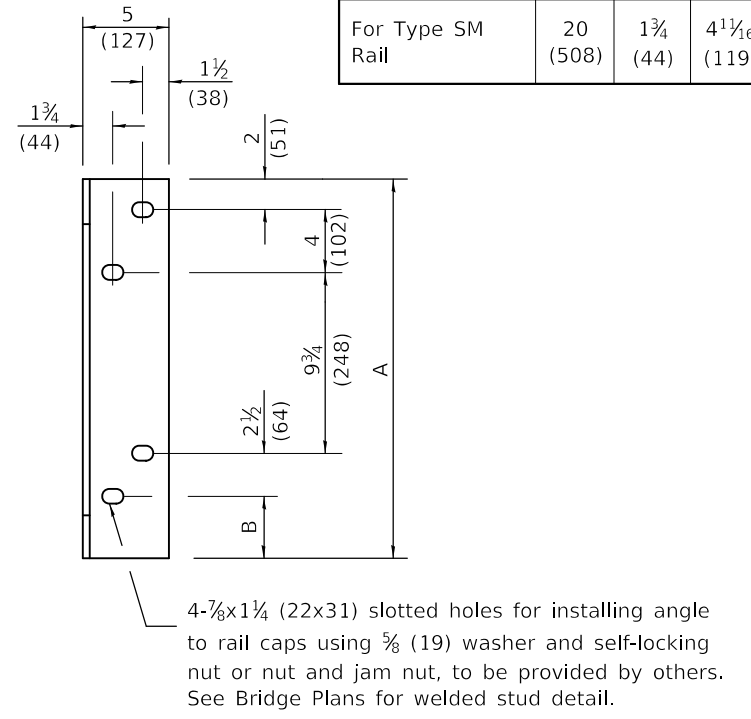 5
(127)
1½
(38)
1¾
(44)
For Type SM
Rail
20
(508)
1¾
(44)
4¹¹⁄₁₆
(119
2
(51)
4
(102)
9¾
(248)
A
2½
(64)
B
4-⅞x1¼ (22x31) slotted holes for installing angle
to rail caps using ⅝ (19) washer and self-locking
nut or nut and jam nut, to be provided by others.
See Bridge Plans for welded stud detail.